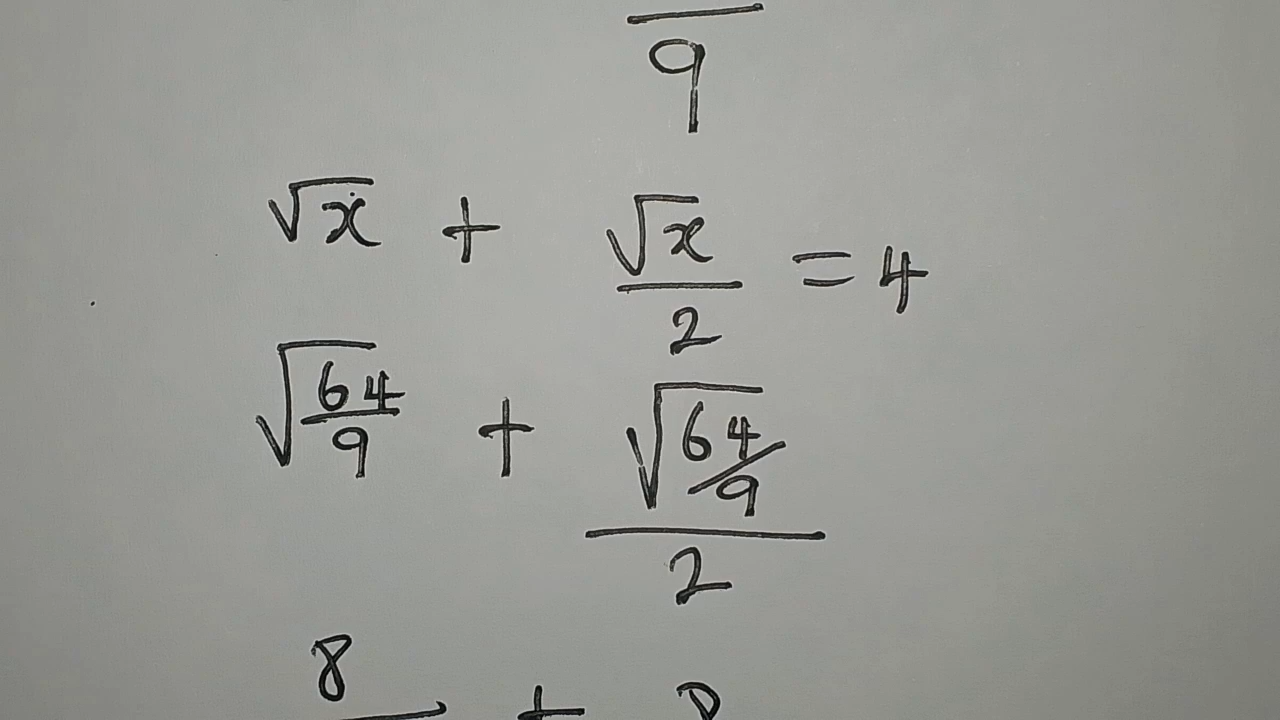 9
√x + √x/2 = 4
√64/9 + √64/9/2
8 +